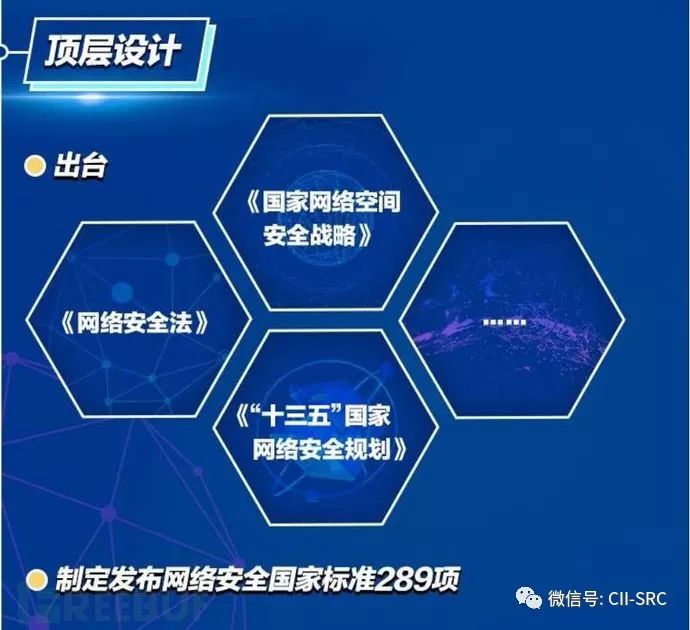 顶层设计
出台
《国家网络空间
安全战略》
《网络安全法》
……
《“十三五”国家
网络安全规划》
制定发布网络安全国家标准289项
REEBUF
微信号: CII-SRC